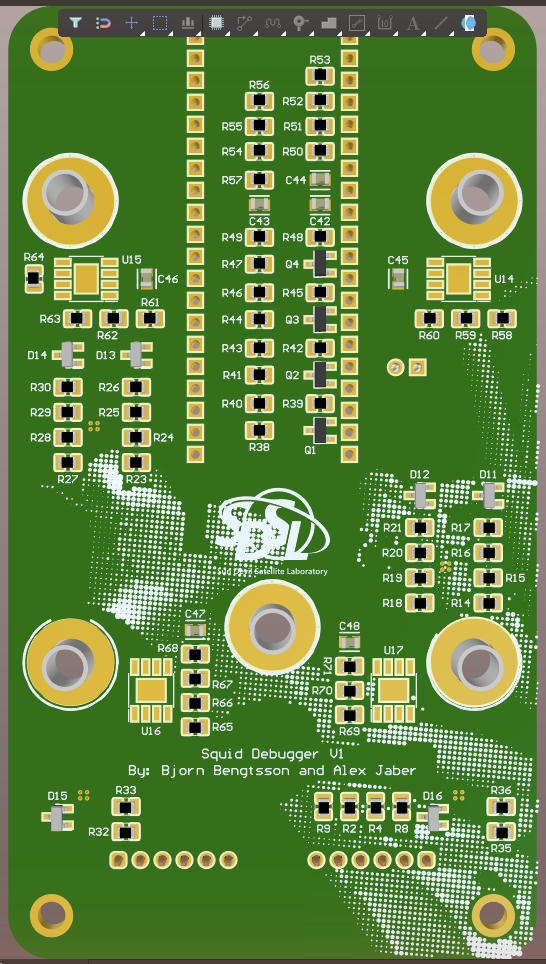 R53
R56
R52
R55 R51
R54 R50
R57 C44
C43 C42
R49 R48
R64 U15 C46 R47 Q4 C45 U14
R46 R45
R61
R63 R62 R44 Q3 R60 R59 R58
D14 D13 R43 R42
R30 R26 R41 Q2
R29 R25 R40 R39
R28 R24 R38 Q1
R27 R23
D12 D11
SDSL
R21 R17
R20 R16
Satellite Laboratory
R19 R15
R18 R14
C47 C48
R68 R71 U17
R67 R70
R66
U16 R65 R69
Squid Debugger V1
By: Bjorn Bengtsson and Alex Jaber
D15 R33 D16 R36
R32 R9 R2 R4 R8 R35